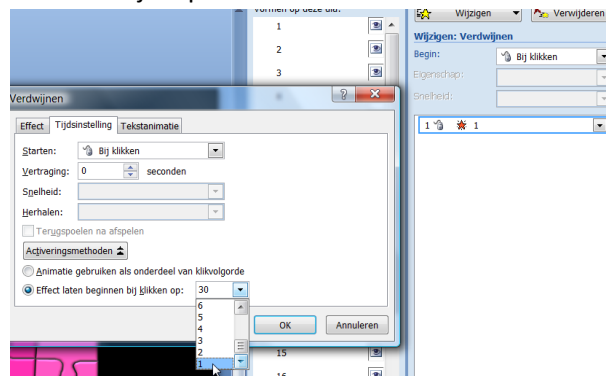 Vormen op deze dia:
1
2
3
15
16
Wijzigen
Verwijderen
Wijzigen: Verdwijnen
Begin:
Bij klikken
Eigenschap:
Snelheid:
1 1
Verdwijnen
Effect Tijdsinstelling Tekstanimatie
Starten: Bij klikken
Vertraging: 0 seconden
Snelheid:
Herhalen:
Terugspoelen na afspelen
Activeringsmethoden
Animatie gebruiken als onderdeel van klikvolgorde
Effect laten beginnen bij klikken op: 30
6
5
4
3
2
1
OK Annuleren